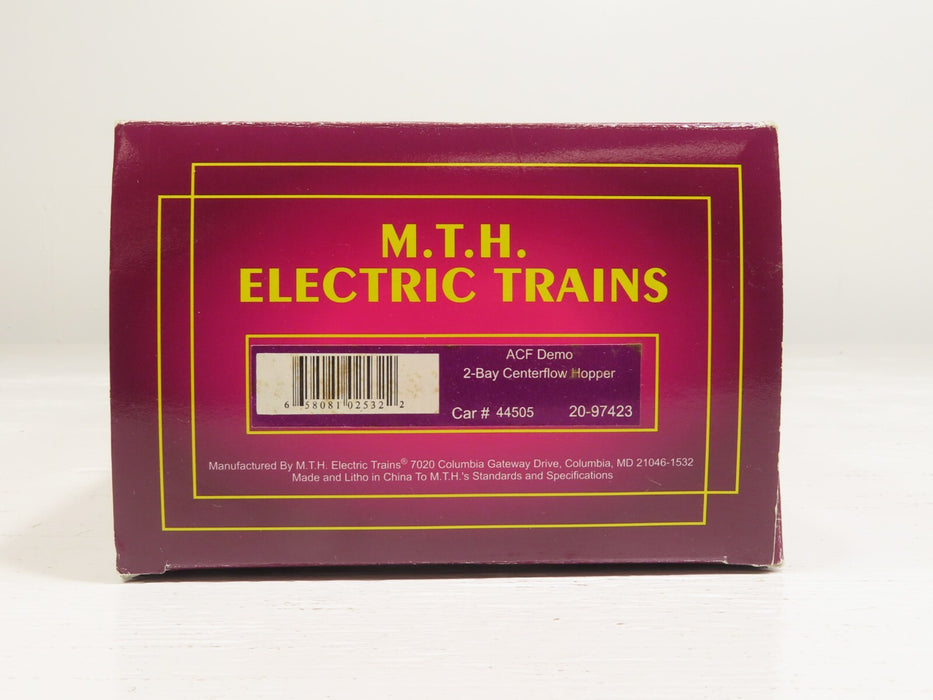 M.T.H.
ELECTRIC TRAINS
ACF Demo
2-Bay Centerflow Hopper
6 58081 02532 2
Car # 44505 20-97423
Manufactured By M.T.H. Electric Trains® 7020 Columbia Gateway Drive, Columbia, MD 21046-1532
Made and Litho in China To M.T.H.'s Standards and Specifications